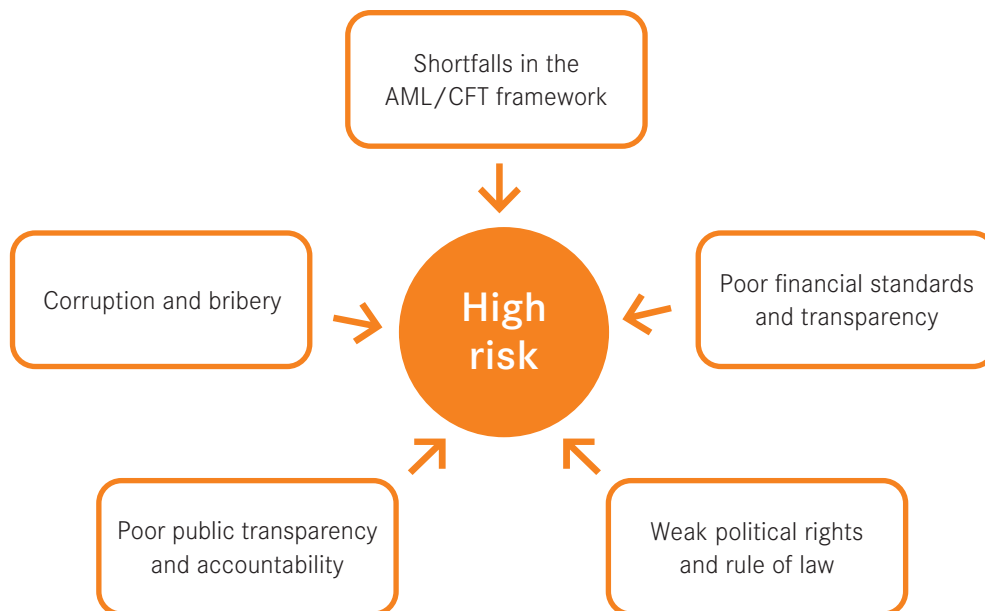 Shortfalls in the
AML/CFT framework
Corruption and bribery
High
risk
Poor financial standards
and transparency
Poor public transparency
and accountability
Weak political rights
and rule of law